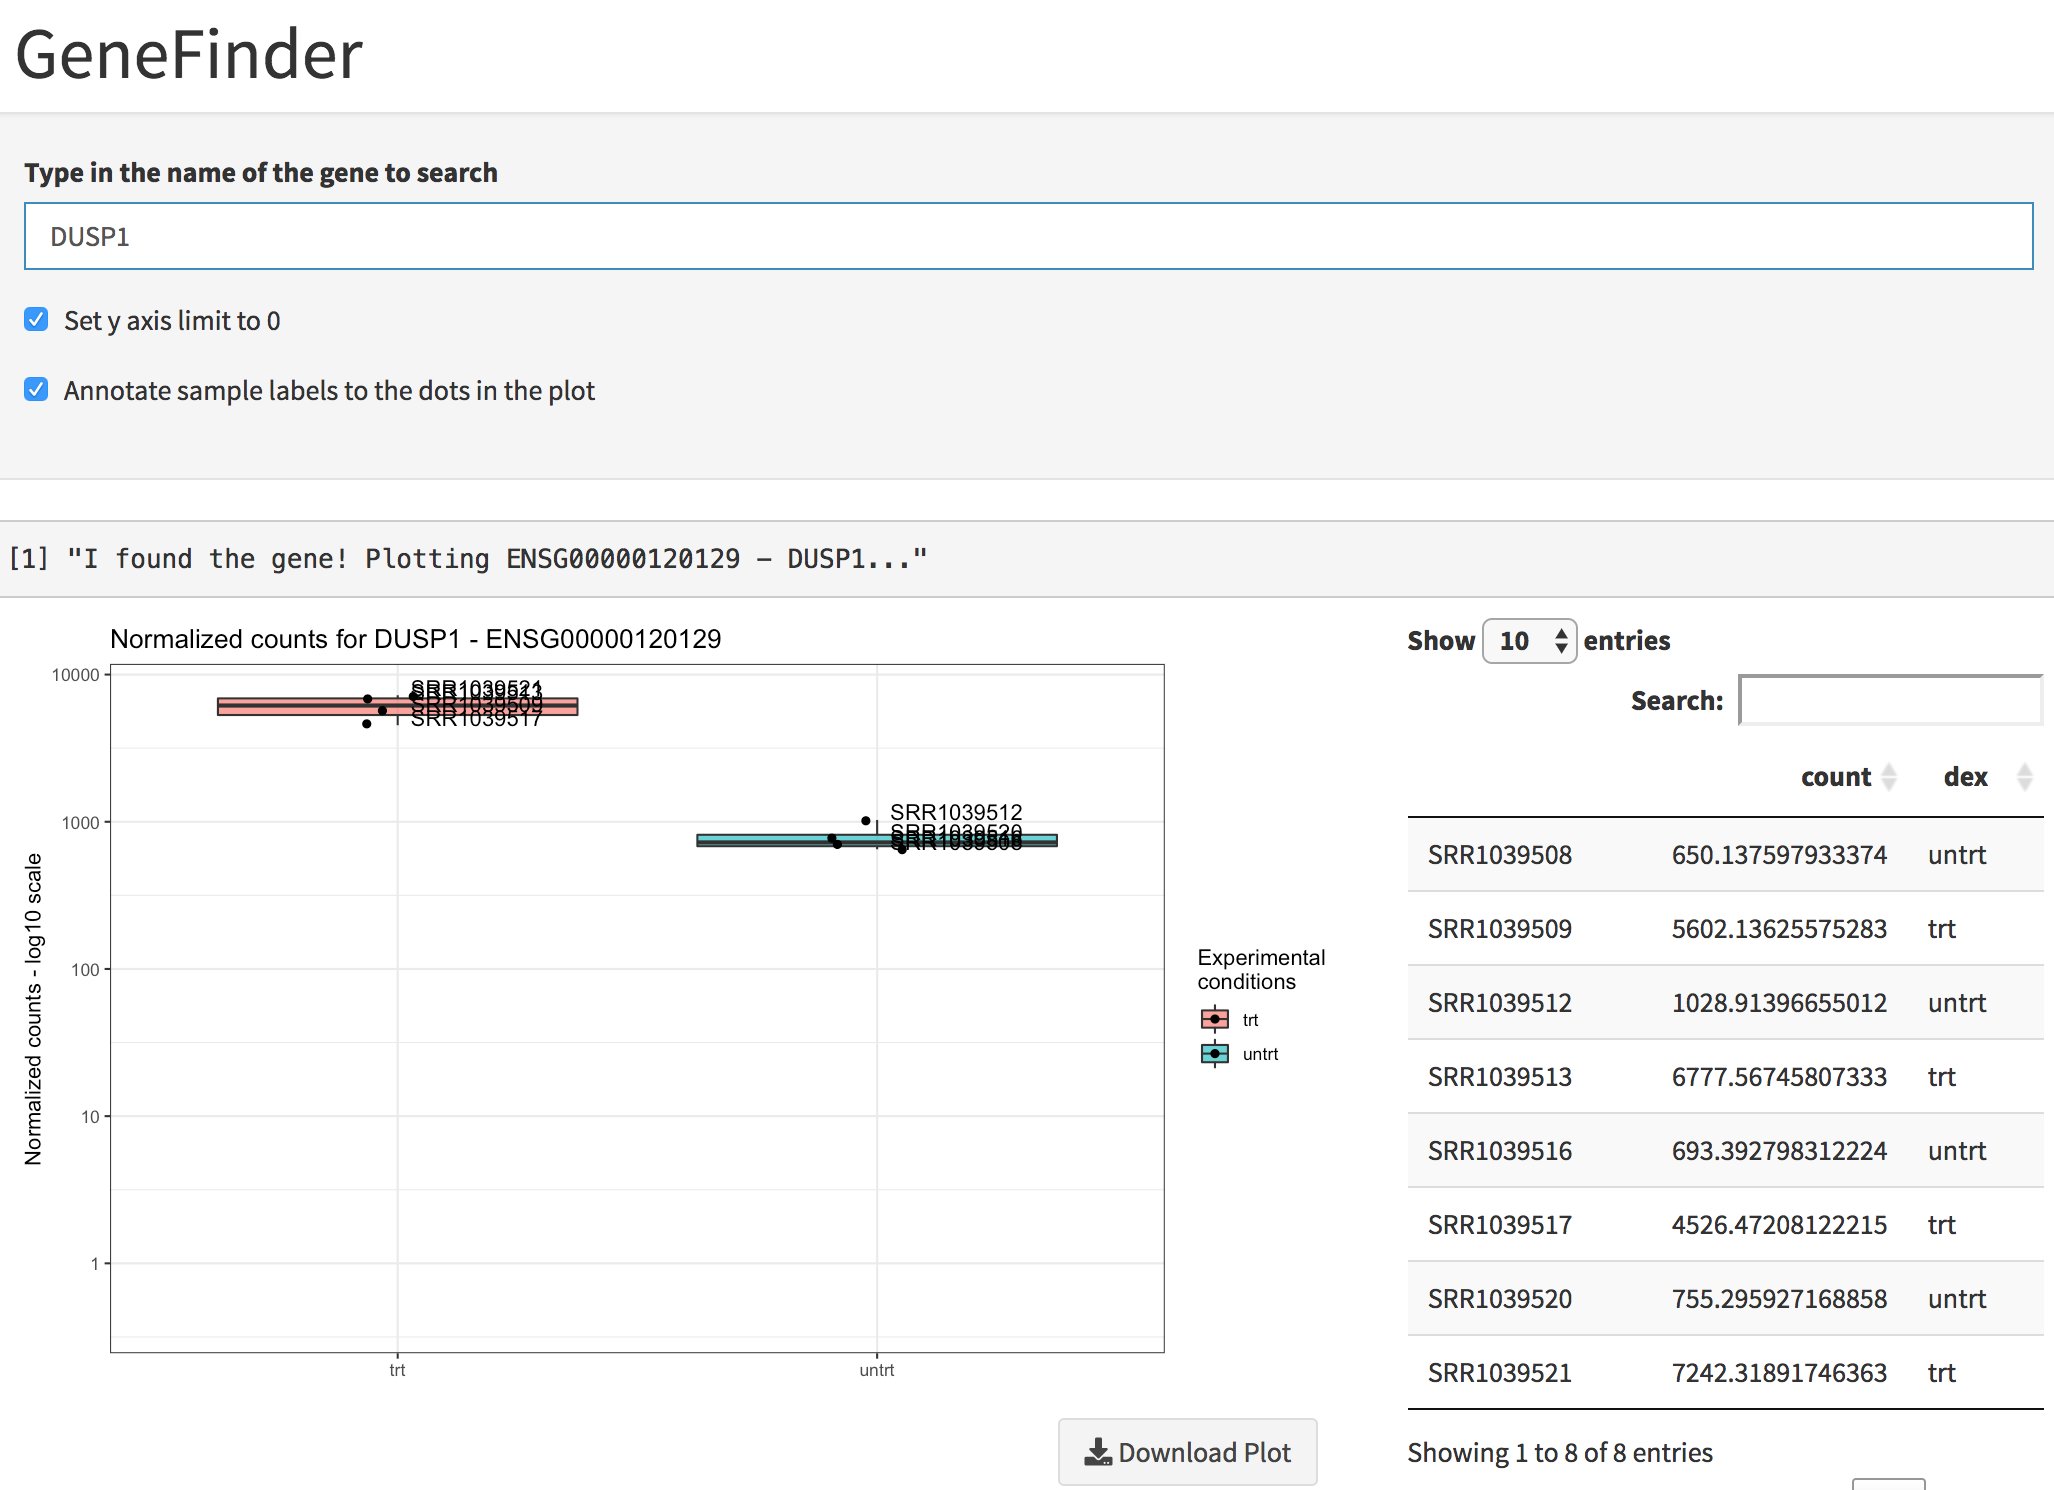 GeneFinder
Type in the name of the gene to search
DUSP1
Set y axis limit to 0
Annotate sample labels to the dots in the plot
[1] "I found the gene! Plotting ENSG00000120129 – DUSP1..."
Normalized counts for DUSP1 - ENSG00000120129
10000
1000
100
10
1
Normalized counts - log10 scale
SRR1039521
SRR1039513
SRR1039509
SRR1039517
SRR1039512
SRR1039520
SRR1039516
SRR1039508
trt
untrt
Experimental
conditions
trt
untrt
Download Plot
Show 10 entries
Search:
count dex
SRR1039508 650.137597933374 untrt
SRR1039509 5602.13625575283 trt
SRR1039512 1028.91396655012 untrt
SRR1039513 6777.56745807333 trt
SRR1039516 693.392798312224 untrt
SRR1039517 4526.47208122215 trt
SRR1039520 755.295927168858 untrt
SRR1039521 7242.31891746363 trt
Showing 1 to 8 of 8 entries